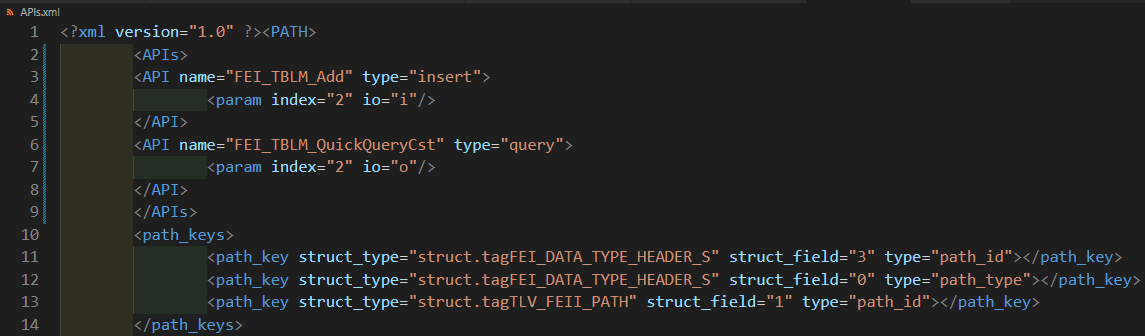 APIs.xml
1 <?xml version="1.0" ?><PATH>
2 <APIs>
3 <API name="FEI_TBLM_Add" type="insert">
4 <param index="2" io="i"/>
5 </API>
6 <API name="FEI_TBLM_QuickQueryCst" type="query">
7 <param index="2" io="o"/>
8 </API>
9 </APIs>
10 <path_keys>
11 <path_key struct_type="struct.tagFEI_DATA_TYPE_HEADER_S" struct_field="3" type="path_id"></path_key>
12 <path_key struct_type="struct.tagFEI_DATA_TYPE_HEADER_S" struct_field="0" type="path_type"></path_key>
13 <path_key struct_type="struct.tagTLV_FEII_PATH" struct_field="1" type="path_id"></path_key>
14 </path_keys>